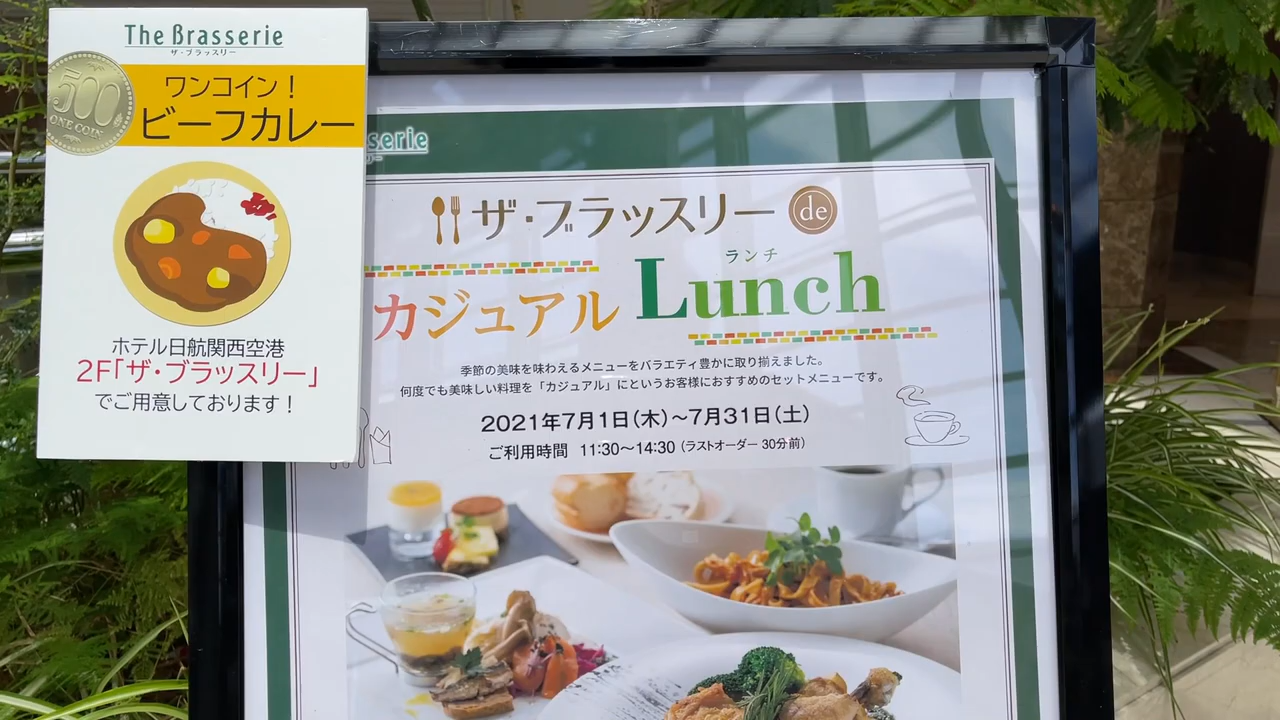 The Brasserie
ザ・ブラッスリー
500
ONE COIN
ワンコイン！
ビーフカレー
ホテル日航関西空港
2F「ザ・ブラッスリー」
でご用意しております！
sserie
リー
ザ・ブラッスリー de
ランチ
カジュアル Lunch
季節の美味を味わえるメニューをバラエティ豊かに取り揃えました。
何度でも美味しい料理を「カジュアル」にというお客様におすすめのセットメニューです。
2021年7月1日（木）～7月31日（土）
ご利用時間 11:30～14:30（ラストオーダー 30分前）